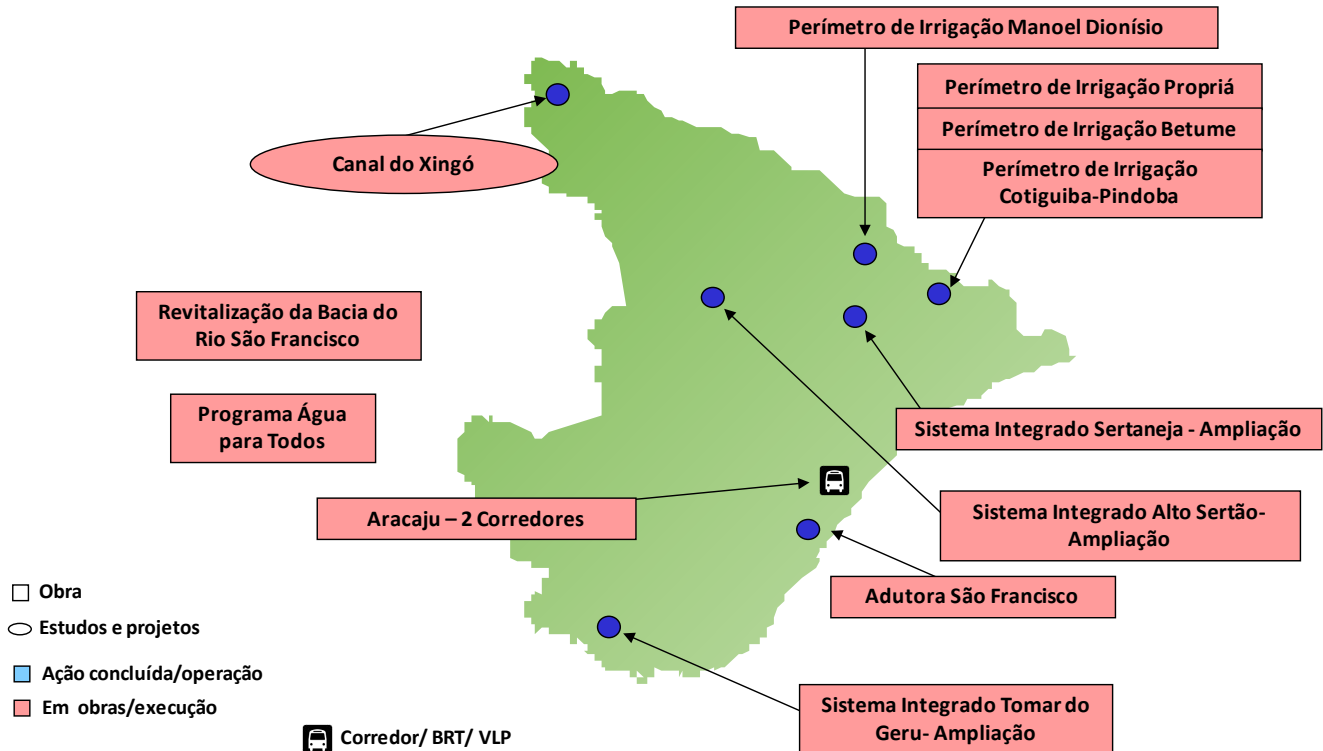 Perímetro de Irrigação Manoel Dionísio
Perímetro de Irrigação Propriá
Perímetro de Irrigação Betume
Perímetro de Irrigação
Cotiguiba-Pindoba
Canal do Xingó
Revitalização da Bacia do
Rio São Francisco
Programa Água
para Todos
Sistema Integrado Sertaneja - Ampliação
Aracaju – 2 Corredores
Sistema Integrado Alto Sertão-
Ampliação
Adutora São Francisco
Sistema Integrado Tomar do
Geru- Ampliação
Obra
Estudos e projetos
Ação concluída/operação
Em obras/execução
Corredor/ BRT/ VLP